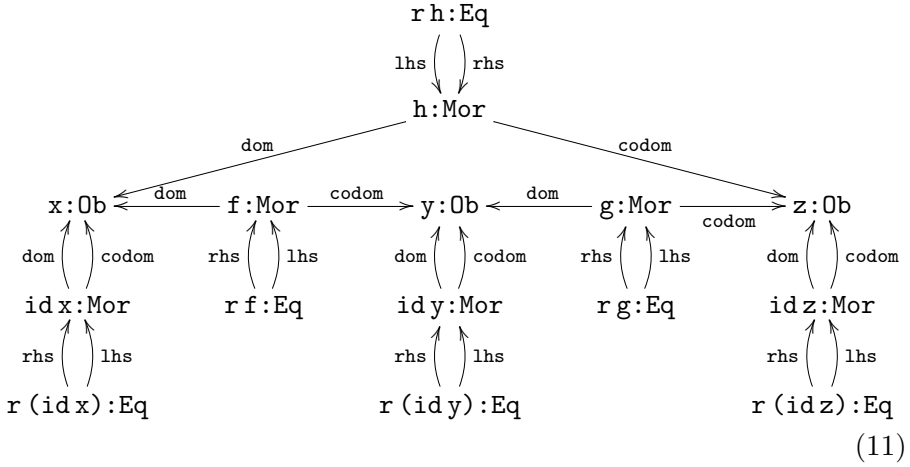 r h:Eq
lhs rhs
h:Mor
dom codom
dom codom dom
x:Ob f:Mor y:Ob g:Mor z:Ob
codom
dom codom rhs lhs dom codom rhs lhs dom codom
id x:Mor r f:Eq id y:Mor r g:Eq id z:Mor
rhs lhs rhs lhs rhs lhs
r (id x):Eq r (id y):Eq r (id z):Eq
(11)